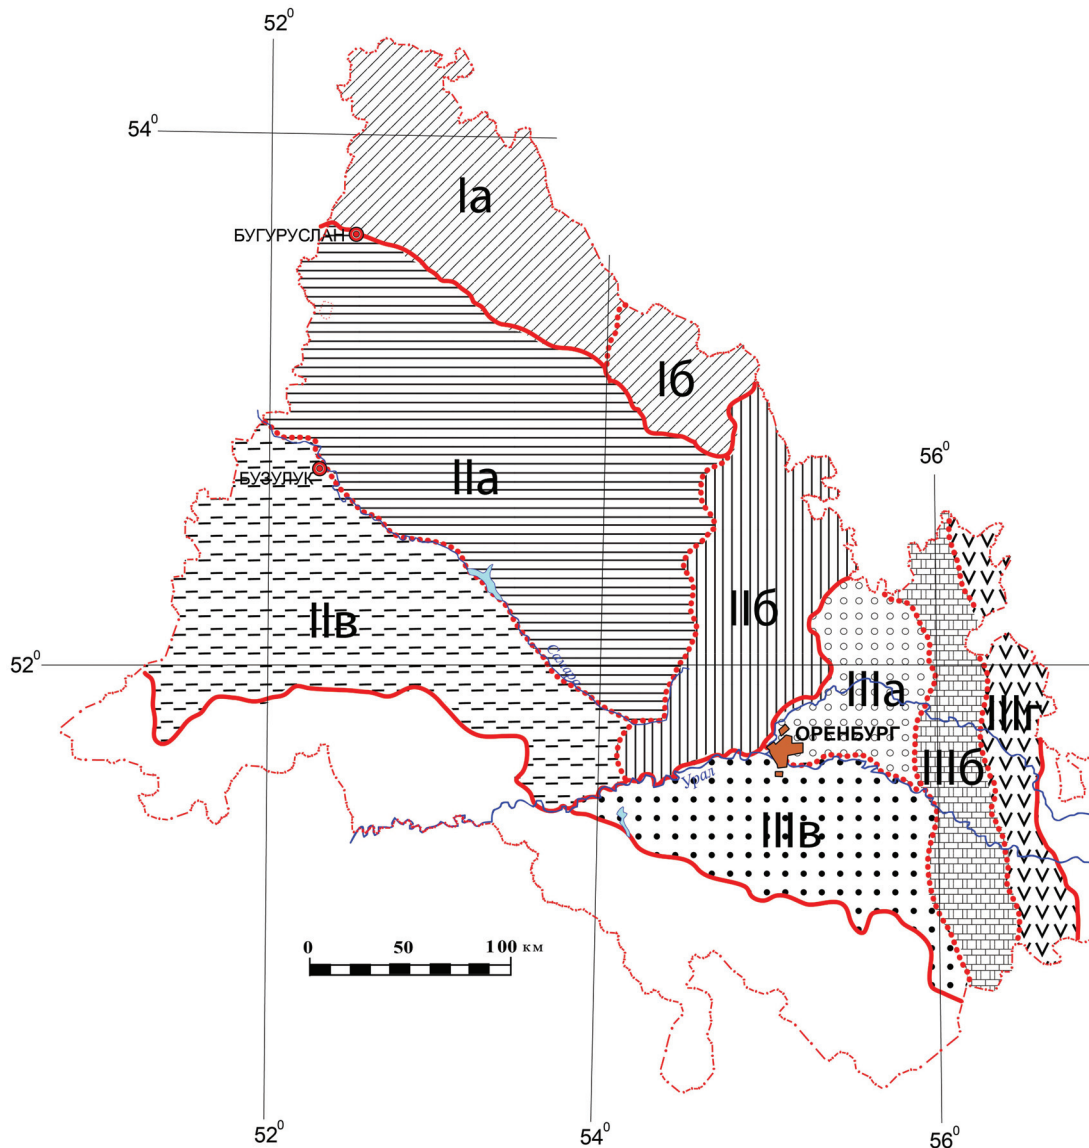 52⁰
54⁰
Iа
БУГУРУСЛАН
Iб
56⁰
БУЗУЛУК
IIа
IIб
IIв
Самара
52⁰
IIIа
IIIг
ОРЕНБУРГ
IIIб
Урал
IIIв
0 50 100 км
52⁰
54⁰
56⁰